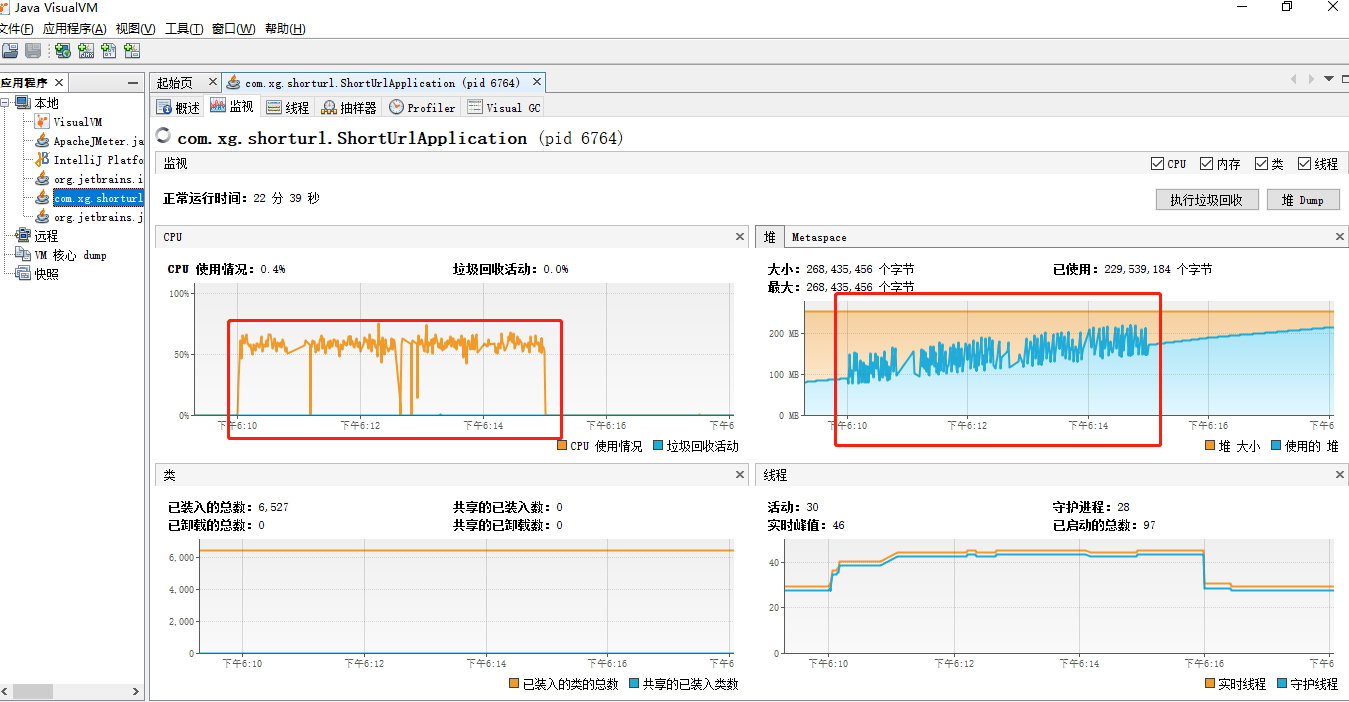 Java VisualVM
文件(F) 应用程序(A) 视图(V) 工具(T) 窗口(W) 帮助(H)
应用程序
本地
VisualVM
ApacheJMeter.ja
IntelliJ Platfo
org.jetbrains.i
com.xg.shorturl
org.jetbrains.j
远程
VM 核心 dump
快照
起始页 com.xg.shorturl.ShortUrlApplication (pid 6764)
概述 监视 线程 抽样器 Profiler Visual GC
com.xg.shorturl.ShortUrlApplication (pid 6764)
监视 CPU 内存 类 线程
正常运行时间：22 分 39 秒
执行垃圾回收 堆 Dump
CPU
CPU 使用情况：0.4% 垃圾回收活动：0.0%
100%
50%
0%
下午6:10 下午6:12 下午6:14 下午6:16 下午6
CPU 使用情况 垃圾回收活动
堆 Metaspace
大小：268,435,456 个字节 已使用：229,539,184 个字节
最大：268,435,456 个字节
200 MB
100 MB
0 MB
下午6:10 下午6:12 下午6:14 下午6:16 下午6
堆 大小 使用的 堆
类
已装入的总数：6,527 共享的已装入数：0
已卸载的总数：0 共享的已卸载数：0
6,000
4,000
2,000
0
下午6:10 下午6:12 下午6:14 下午6:16 下午6
已装入的类的总数 共享的已装入类数
线程
活动：30 守护进程：28
实时峰值：46 已启动的总数：97
40
20
0
下午6:10 下午6:12 下午6:14 下午6:16 下午6
实时线程 守护线程